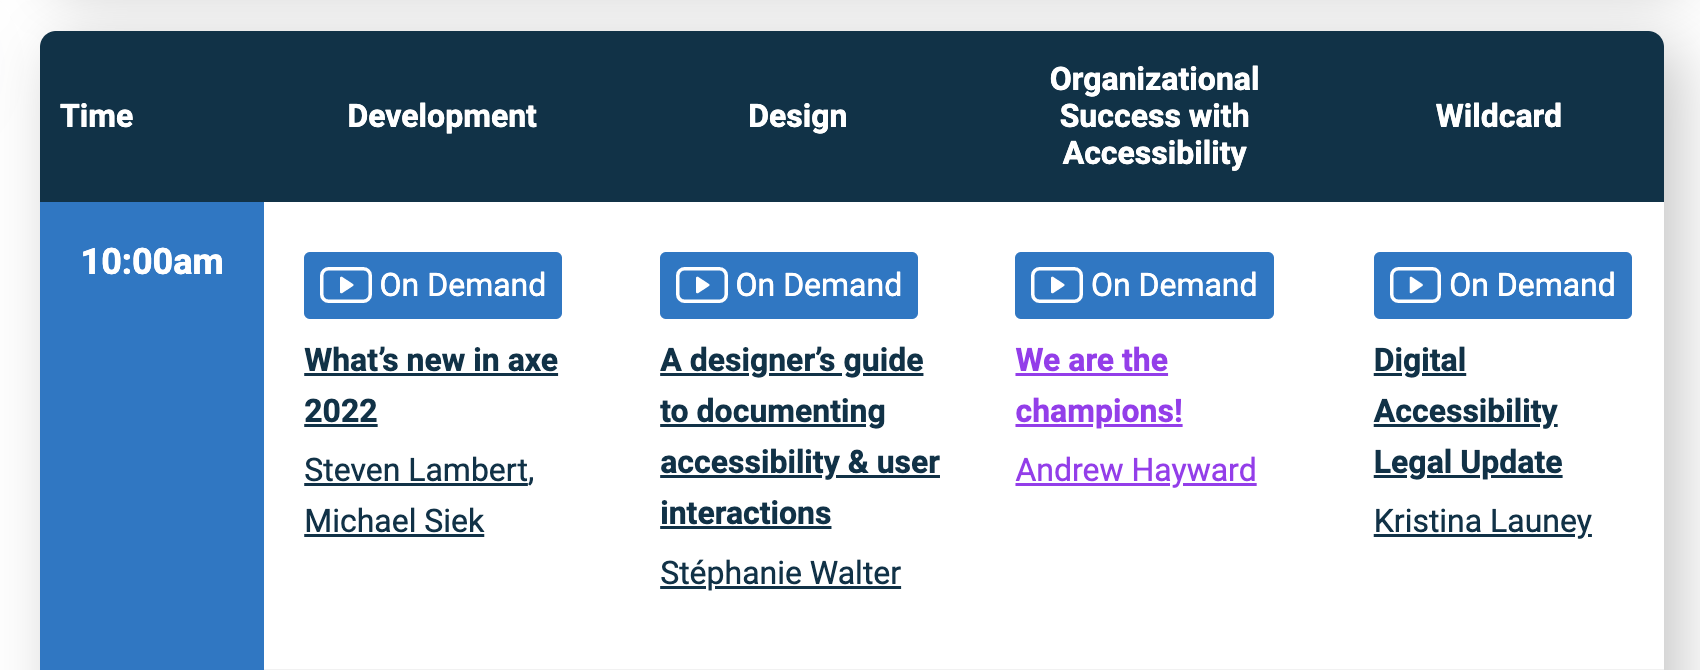 Time
Development
Design
Organizational
Success with
Accessibility
Wildcard
10:00am
On Demand
What’s new in axe
2022
Steven Lambert,
Michael Siek
On Demand
A designer’s guide
to documenting
accessibility & user
interactions
Stéphanie Walter
On Demand
We are the
champions!
Andrew Hayward
On Demand
Digital
Accessibility
Legal Update
Kristina Launey